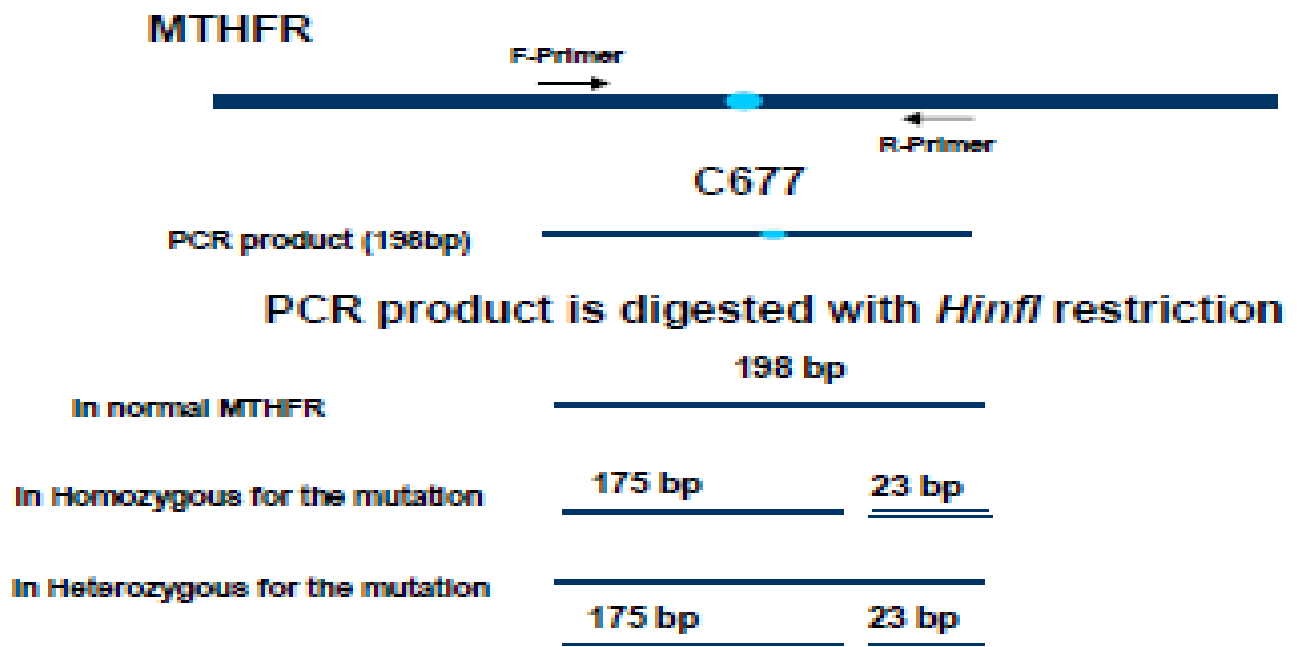 MTHFR
F-Primer
R-Primer
C677
PCR product (198bp)
PCR product is digested with HinfI restriction
198 bp
In normal MTHFR
175 bp 23 bp
In Homozygous for the mutation
In Heterozygous for the mutation
175 bp 23 bp